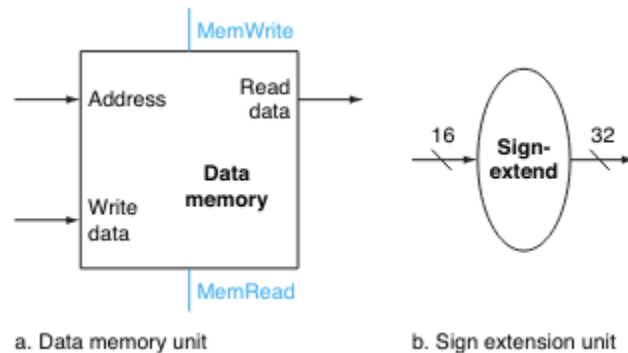 MemWrite
Address
Read
data
Data
memory
Write
data
MemRead
a. Data memory unit
16
Sign-
extend
32
b. Sign extension unit